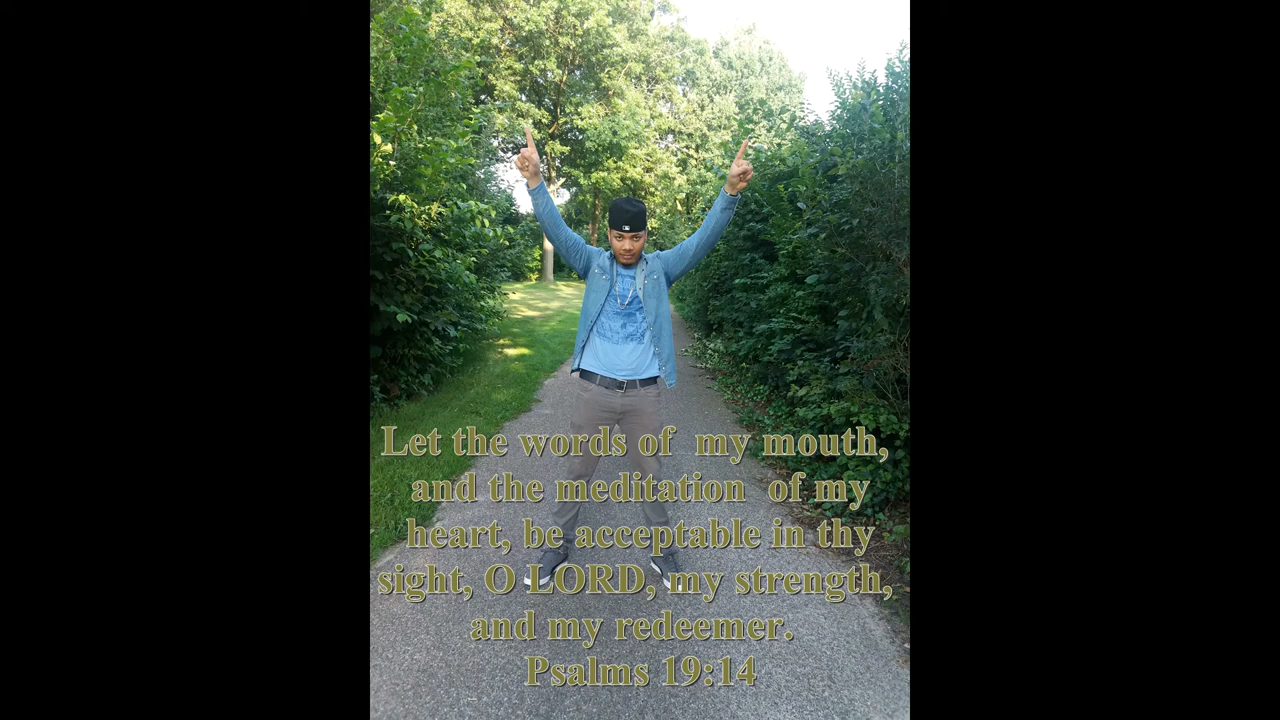 Let the words of my mouth,
and the meditation of my
heart, be acceptable in thy
sight, O LORD, my strength,
and my redeemer.
Psalms 19:14